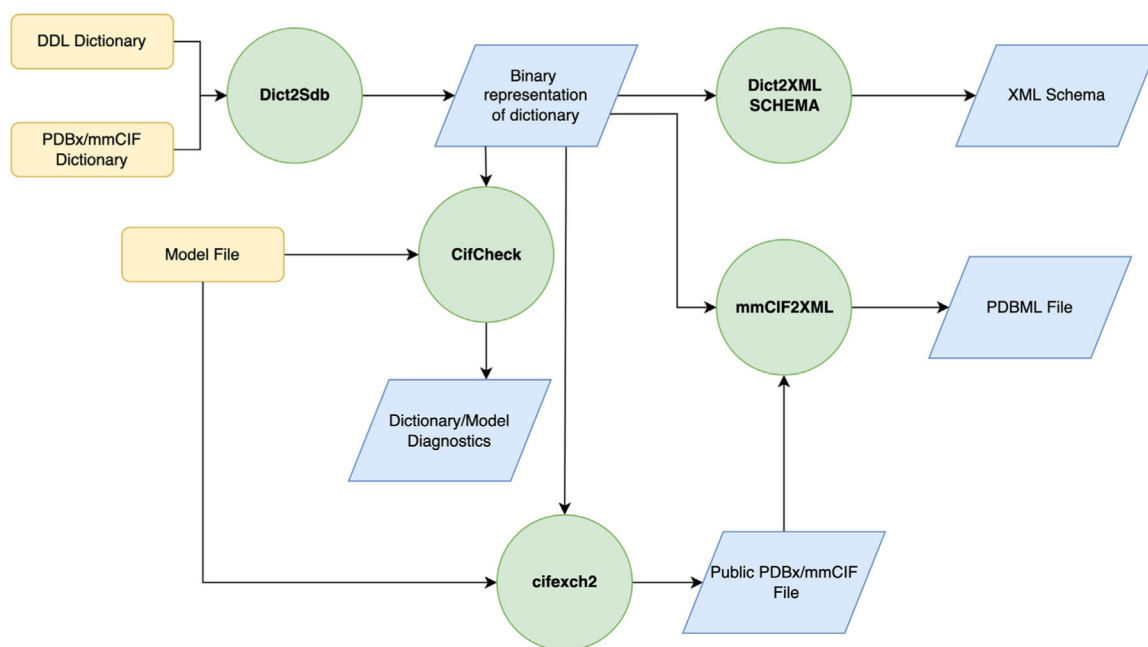 DDL Dictionary
Dict2Sdb
Binary
representation
of dictionary
Dict2XML
SCHEMA
XML Schema
PDBx/mmCIF
Dictionary
Model File
CifCheck
mmCIF2XML
PDBML File
Dictionary/Model
Diagnostics
cifexch2
Public PDBx/mmCIF
File